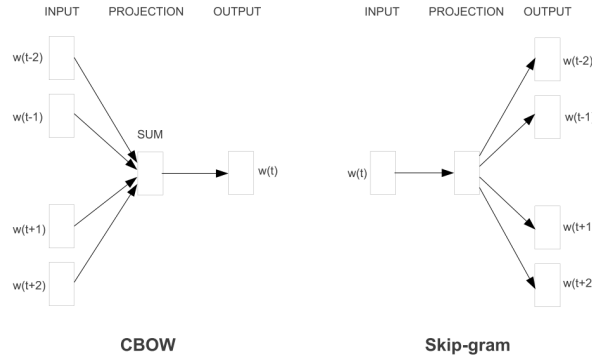 INPUT PROJECTION OUTPUT
w(t-2)
w(t-1)
SUM
w(t)
w(t+1)
w(t+2)
CBOW
INPUT PROJECTION OUTPUT
w(t-2)
w(t-1)
w(t)
w(t+1
w(t+2
Skip-gram